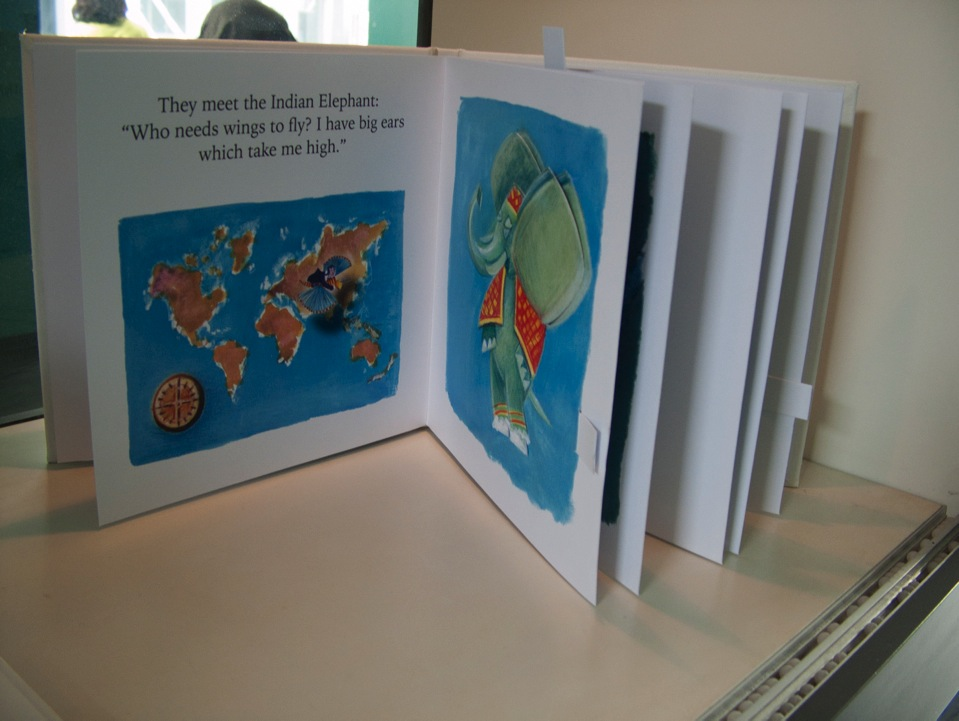 They meet the Indian Elephant:
“Who needs wings to fly? I have big ears
which take me high.”